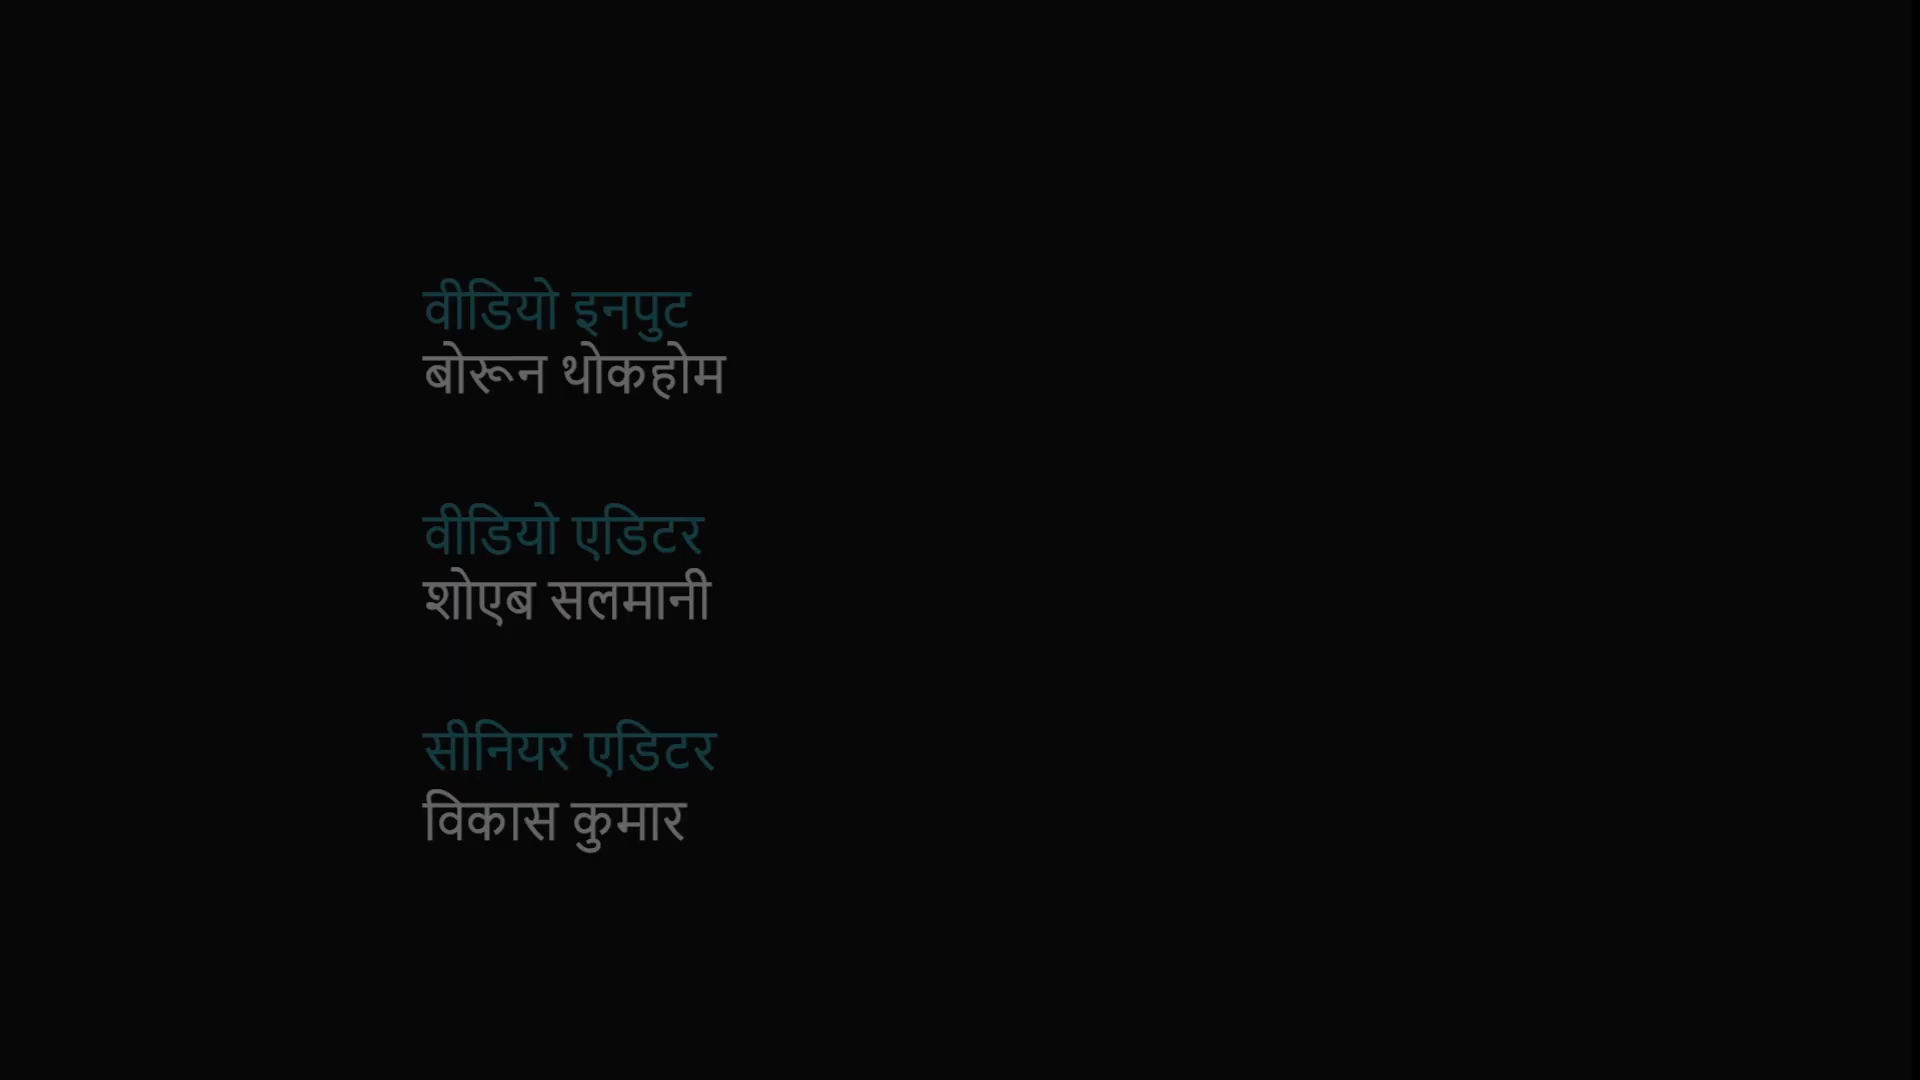 वीडियो इनपुट
बोरून थोकहोम
वीडियो एडिटर
शोएब सलमानी
सीनियर एडिटर
विकास कुमार